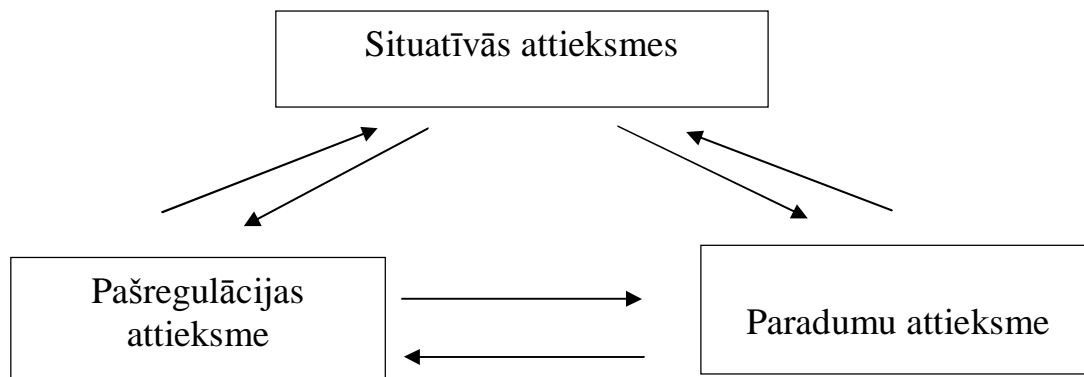 Situatīvās attieksmes
Pašregulācijas
attieksme
Paradumu attieksme